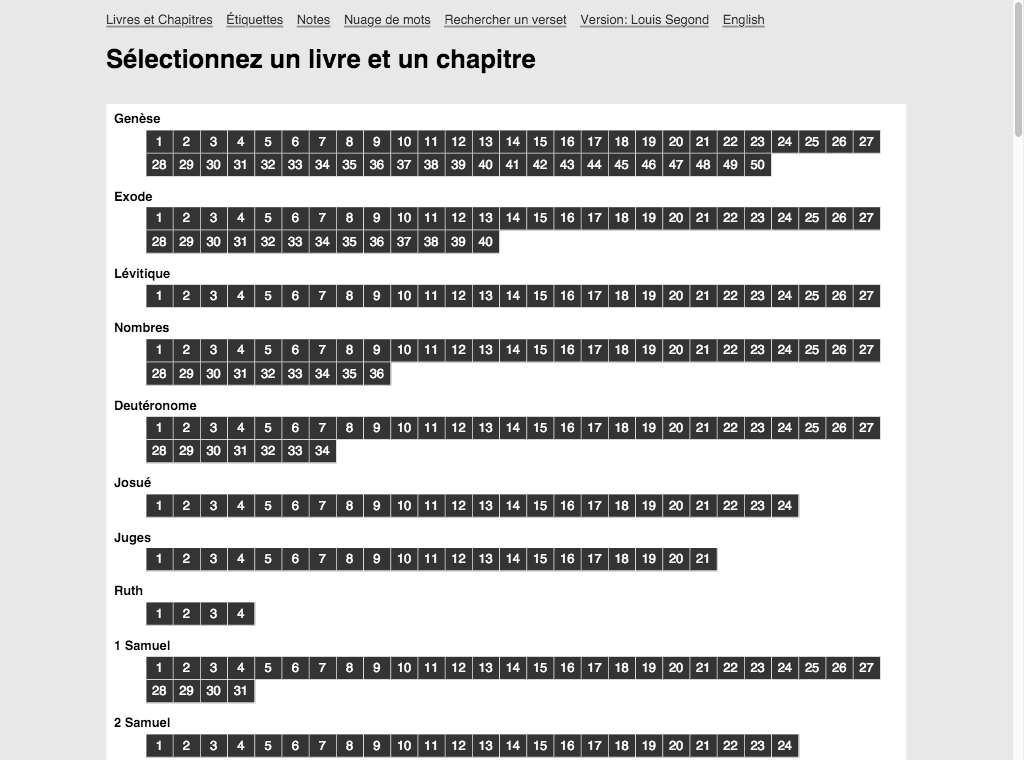 Livres et Chapitres Étiquettes Notes Nuage de mots Rechercher un verset Version: Louis Segond English
Sélectionnez un livre et un chapitre
Genèse
1 2 3 4 5 6 7 8 9 10 11 12 13 14 15 16 17 18 19 20 21 22 23 24 25 26 27
28 29 30 31 32 33 34 35 36 37 38 39 40 41 42 43 44 45 46 47 48 49 50
Exode
1 2 3 4 5 6 7 8 9 10 11 12 13 14 15 16 17 18 19 20 21 22 23 24 25 26 27
28 29 30 31 32 33 34 35 36 37 38 39 40
Lévitique
1 2 3 4 5 6 7 8 9 10 11 12 13 14 15 16 17 18 19 20 21 22 23 24 25 26 27
Nombres
1 2 3 4 5 6 7 8 9 10 11 12 13 14 15 16 17 18 19 20 21 22 23 24 25 26 27
28 29 30 31 32 33 34 35 36
Deutéronome
1 2 3 4 5 6 7 8 9 10 11 12 13 14 15 16 17 18 19 20 21 22 23 24 25 26 27
28 29 30 31 32 33 34
Josué
1 2 3 4 5 6 7 8 9 10 11 12 13 14 15 16 17 18 19 20 21 22 23 24
Juges
1 2 3 4 5 6 7 8 9 10 11 12 13 14 15 16 17 18 19 20 21
Ruth
1 2 3 4
1 Samuel
1 2 3 4 5 6 7 8 9 10 11 12 13 14 15 16 17 18 19 20 21 22 23 24 25 26 27
28 29 30 31
2 Samuel
1 2 3 4 5 6 7 8 9 10 11 12 13 14 15 16 17 18 19 20 21 22 23 24